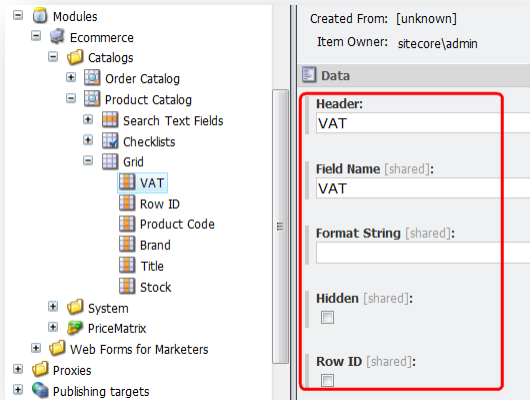 Modules
Ecommerce
Catalogs
Order Catalog
Product Catalog
Search Text Fields
Checklists
Grid
VAT
Row ID
Product Code
Brand
Title
Stock
System
PriceMatrix
Web Forms for Marketers
Proxies
Publishing targets
Created From: [unknown]
Item Owner: sitecore\admin
Data
Header:
VAT
Field Name [shared]:
VAT
Format String [shared]:
Hidden [shared]:
Row ID [shared]: